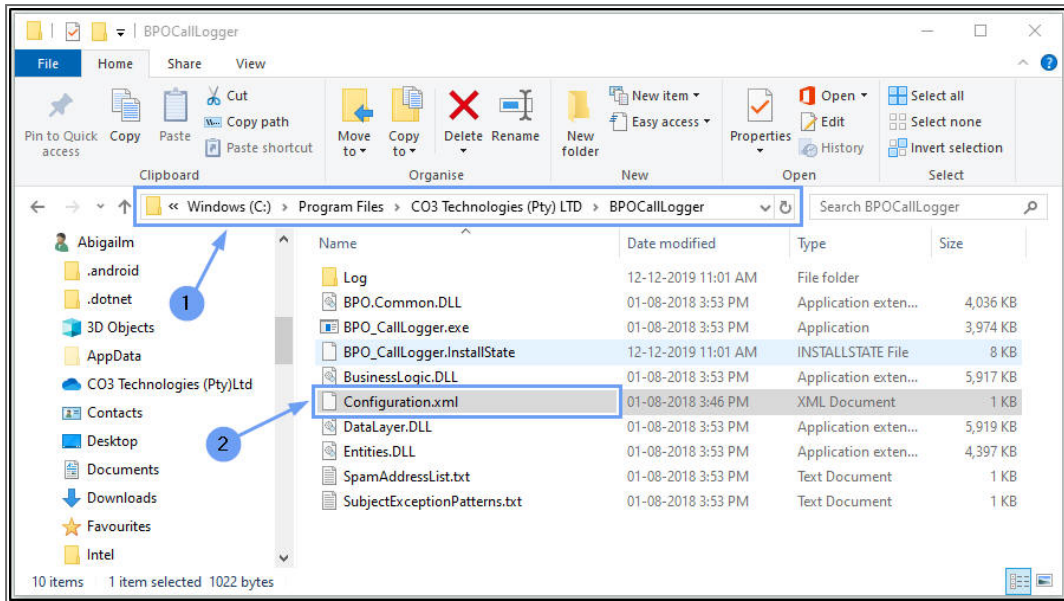 BPOCallLogger
File Home Share View
Pin to Quick access
Copy
Paste
Cut
Copy path
Paste shortcut
Clipboard
Move to
Copy to
Delete
Rename
Organise
New folder
New item
Easy access
New
Properties
Open
Edit
History
Open
Select all
Select none
Invert selection
Select
« Windows (C:) > Program Files > CO3 Technologies (Pty) LTD > BPOCallLogger
Search BPOCallLogger
1
2
Abigailm
.android
.dotnet
3D Objects
AppData
CO3 Technologies (Pty)Ltd
Contacts
Desktop
Documents
Downloads
Favourites
Intel
Name Date modified Type Size
Log 12-12-2019 11:01 AM File folder
BPO.Common.DLL 01-08-2018 3:53 PM Application exten... 4,036 KB
BPO_CallLogger.exe 01-08-2018 3:53 PM Application 3,974 KB
BPO_CallLogger.InstallState 12-12-2019 11:01 AM INSTALLSTATE File 8 KB
BusinessLogic.DLL 01-08-2018 3:53 PM Application exten... 5,917 KB
Configuration.xml 01-08-2018 3:46 PM XML Document 1 KB
DataLayer.DLL 01-08-2018 3:53 PM Application exten... 5,919 KB
Entities.DLL 01-08-2018 3:53 PM Application exten... 4,397 KB
SpamAddressList.txt 01-08-2018 3:53 PM Text Document 1 KB
SubjectExceptionPatterns.txt 01-08-2018 3:53 PM Text Document 1 KB
10 items 1 item selected 1022 bytes